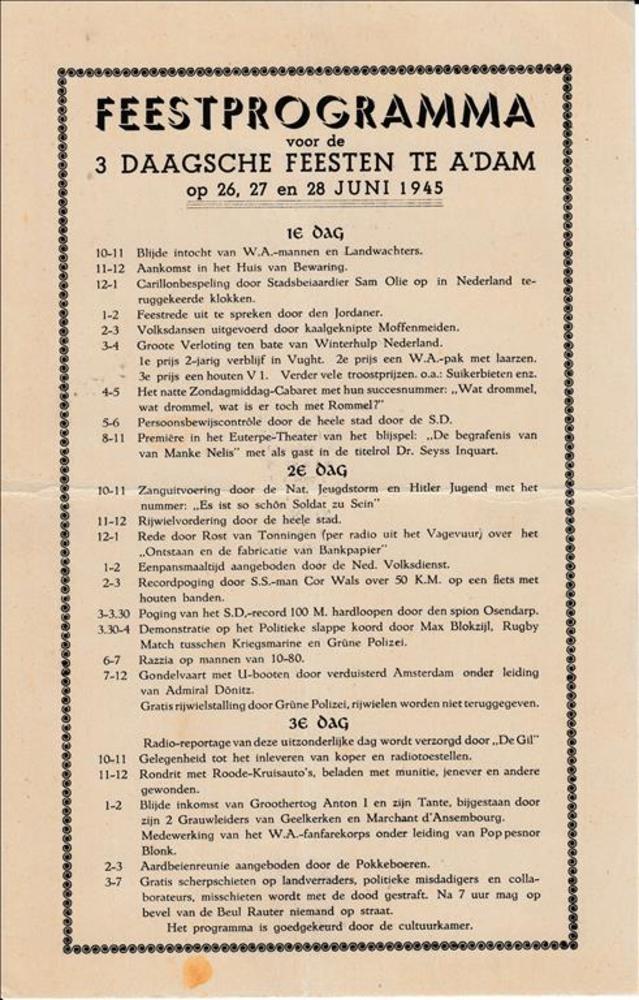 FEESTPROGRAMMA
voor de
3 DAAGSCHE FEESTEN TE A'DAM
op 26, 27 en 28 JUNI 1945
1E DAG
10-11 Blijde intocht van W.A.-mannen en Landwachters.
11-12 Aankomst in het Huis van Bewaring.
12-1 Carillonbespeling door Stadsbeiaardier Sam Olie op in Nederland te-
ruggekeerde klokken.
1-2 Feestrede uit te spreken door den Jordaner.
2-3 Volksdansen uitgevoerd door kaalgeknipte Moffenmeiden.
3-4 Groote Verloting ten bate van Winterhulp Nederland.
1e prijs 2-jarig verblijf in Vught. 2e prijs een W.A.-pak met laarzen.
3e prijs een houten V 1. Verder vele troostprijzen. o.a.: Suikerbieten enz.
4-5 Het natte Zondagmiddag-Cabaret met hun succesnummer: „Wat drommel,
wat drommel, wat is er toch met Rommel?"
5-6 Persoonsbewijscontrôle door de heele stad door de S.D.
8-11 Première in het Euterpe-Theater van het blijspel: „De begrafenis van
van Manke Nelis" met als gast in de titelrol Dr. Seyss Inquart.
2E DAG
10-11 Zanguitvoering door de Nat. Jeugdstorm en Hitler Jugend met het
nummer: „Es ist so schön Soldat zu Sein"
11-12 Rijwielvordering door de heele stad.
12-1 Rede door Rost van Tonningen (per radio uit het Vagevuur) over het
„Ontstaan en de fabricatie van Bankpapier"
1-2 Eenpansmaaltijd aangeboden door de Ned. Volksdienst.
2-3 Recordpoging door S.S.-man Cor Wals over 50 K.M. op een fiets met
houten banden.
3-3.30 Poging van het S.D.-record 100 M. hardloopen door den spion Osendarp.
3.30-4 Demonstratie op het Politieke slappe koord door Max Blokzijl, Rugby
Match tusschen Kriegsmarine en Grüne Polizei.
6-7 Razzia op mannen van 10-80.
7-12 Gondelvaart met U-booten door verduisterd Amsterdam onder leiding
van Admiral Dönitz.
Gratis rijwielstalling door Grüne Polizei, rijwielen worden niet teruggegeven.
3E DAG
Radio-reportage van deze uitzonderlijke dag wordt verzorgd door „De Gil"
10-11 Gelegenheid tot het inleveren van koper en radiotoestellen.
11-12 Rondrit met Roode-Kruisauto's, beladen met munitie, jenever en andere
gewonden.
1-2 Blijde inkomst van Groothertog Anton 1 en zijn Tante, bijgestaan door
zijn 2 Grauwleiders van Geelkerken en Marchant d'Ansembourg.
Medewerking van het W.A.-fanfarekorps onder leiding van Poppesnor
Blonk.
2-3 Aardbeienreunie aangeboden door de Pokkeboeren.
3-7 Gratis scherpschieten op landverraders, politieke misdadigers en colla-
borateurs, misschieten wordt met de dood gestraft. Na 7 uur mag op
bevel van de Beul Rauter niemand op straat.
Het programma is goedgekeurd door de cultuurkamer.